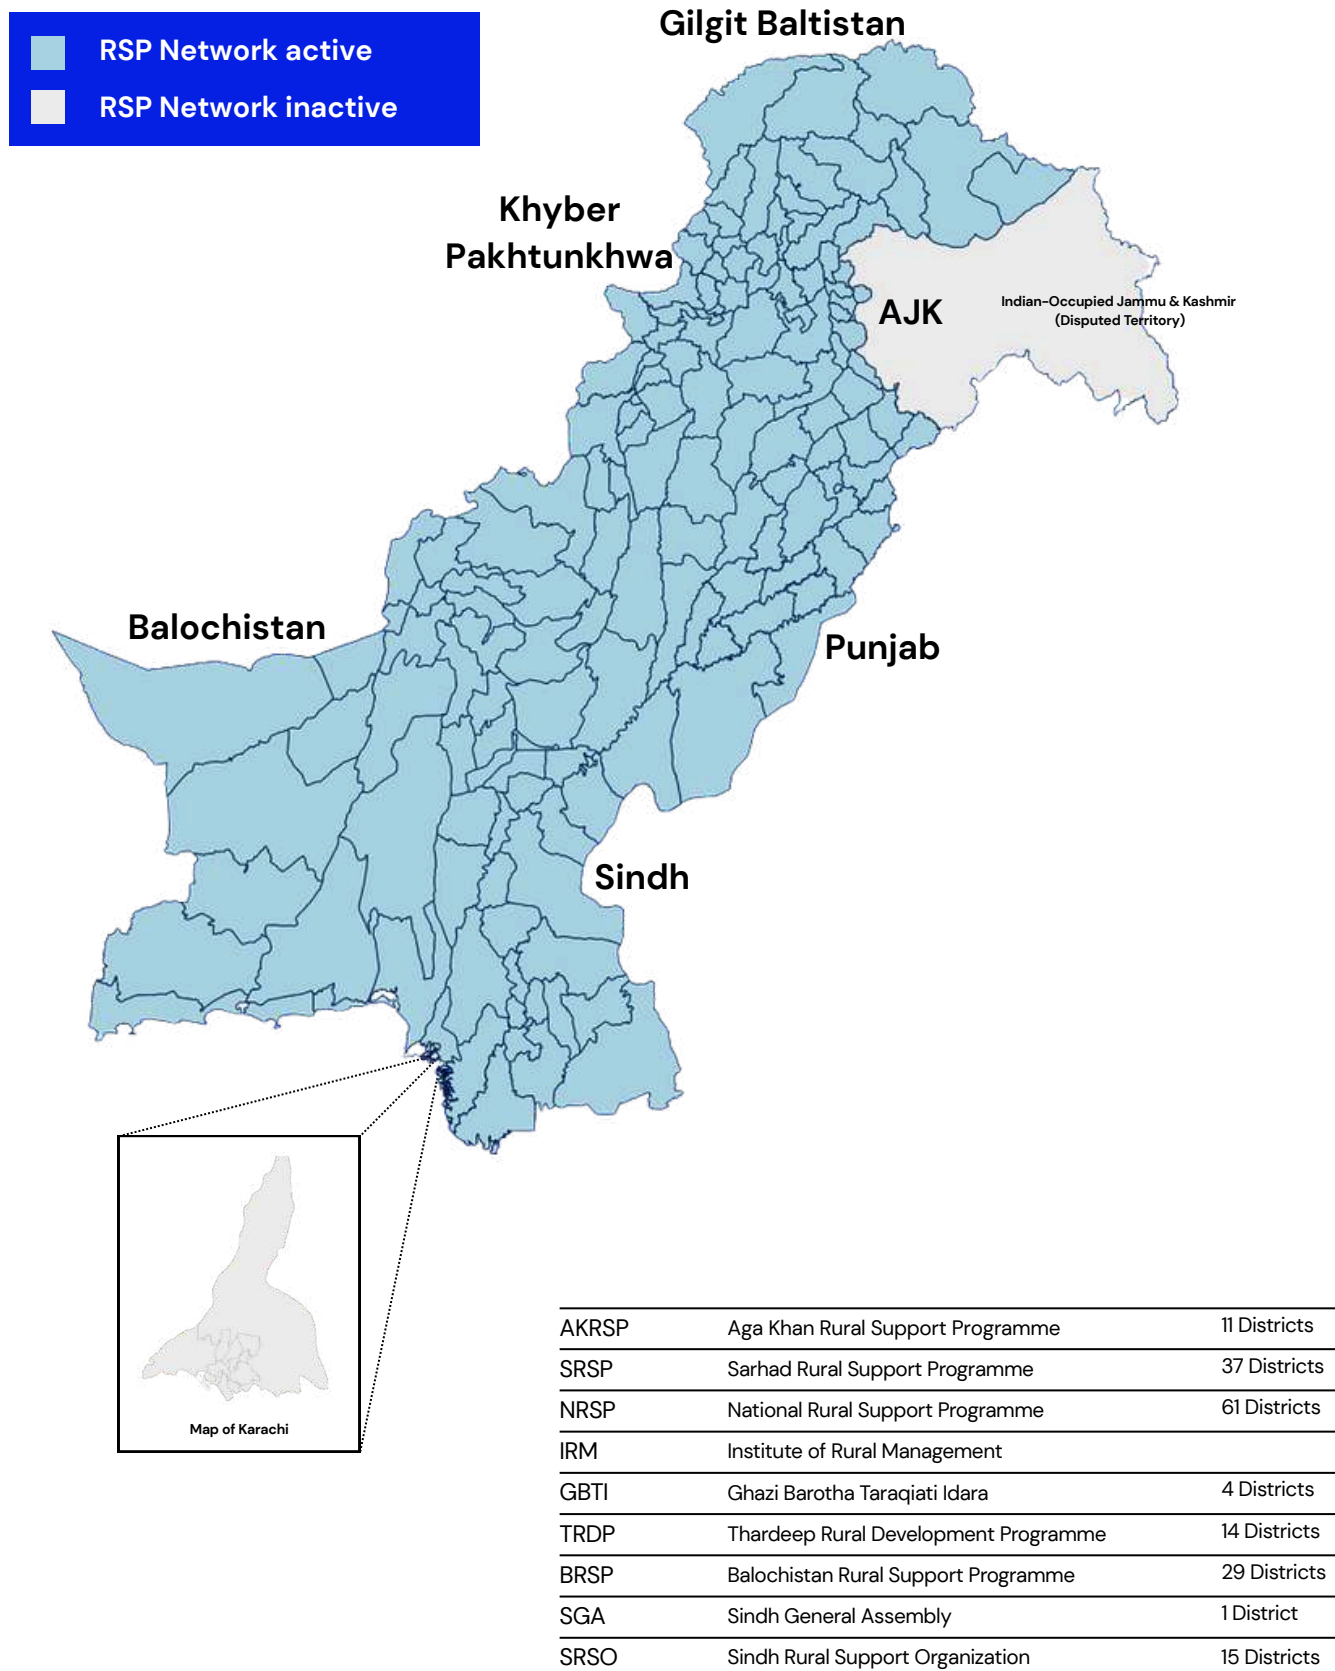 Gilgit Baltistan
RSP Network active
RSP Network inactive
Khyber
Pakhtunkhwa
AJK
Indian-Occupied Jammu & Kashmir
(Disputed Territory)
Balochistan
Punjab
Sindh
Map of Karachi
AKRSP Aga Khan Rural Support Programme 11 Districts
SRSP Sarhad Rural Support Programme 37 Districts
NRSP National Rural Support Programme 61 Districts
IRM Institute of Rural Management
GBTI Ghazi Barotha Taraqiati Idara 4 Districts
TRDP Thardeep Rural Development Programme 14 Districts
BRSP Balochistan Rural Support Programme 29 Districts
SGA Sindh General Assembly 1 District
SRSO Sindh Rural Support Organization 15 Districts